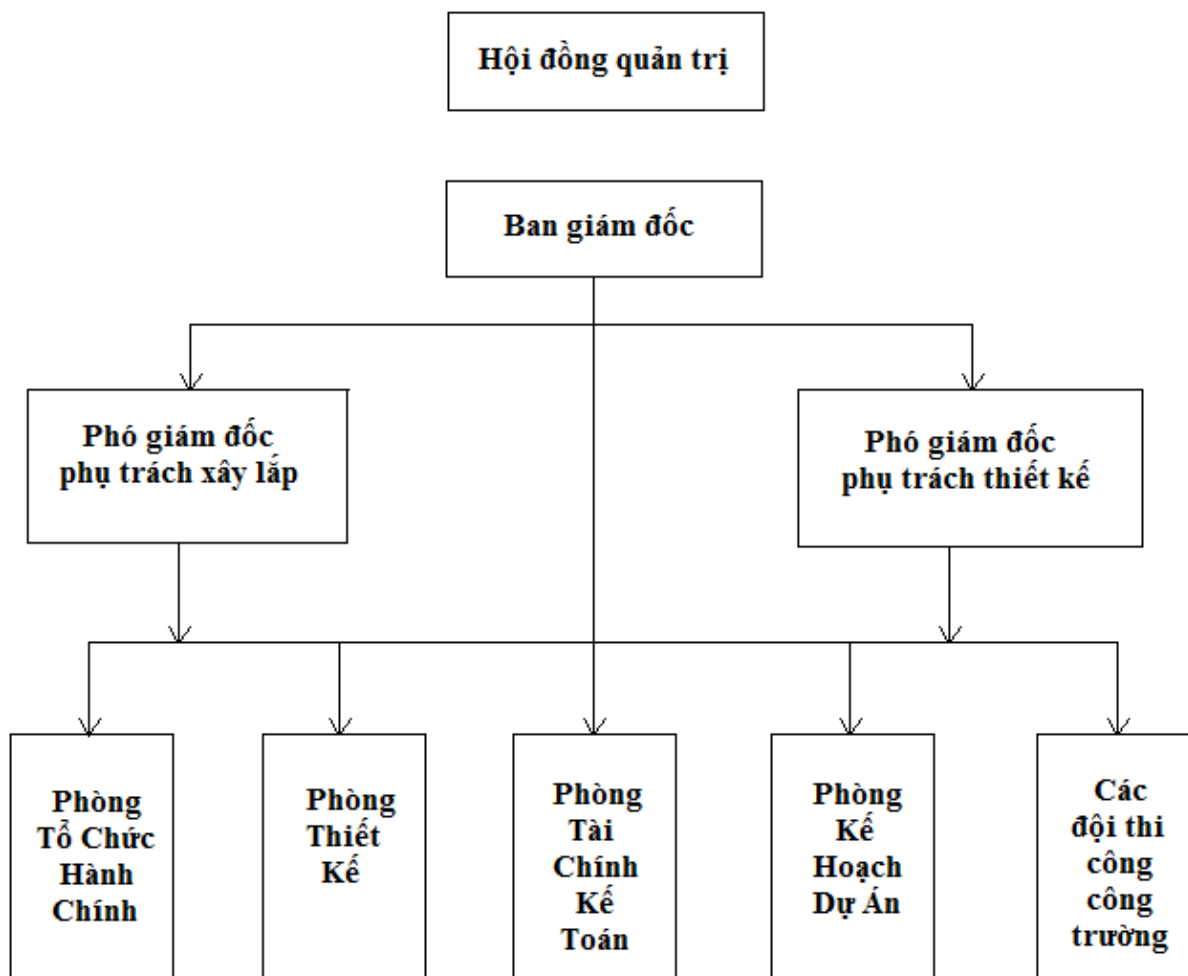 Hội đồng quản trị
Ban giám đốc
Phó giám đốc
phụ trách xây lắp
Phó giám đốc
phụ trách thiết kế
Phòng
Tổ Chức
Hành
Chính
Phòng
Thiết
Kế
Phòng
Tài
Chính
Kế
Toán
Phòng
Kế
Hoạch
Dự Án
Các
đội thi
công
công
trường